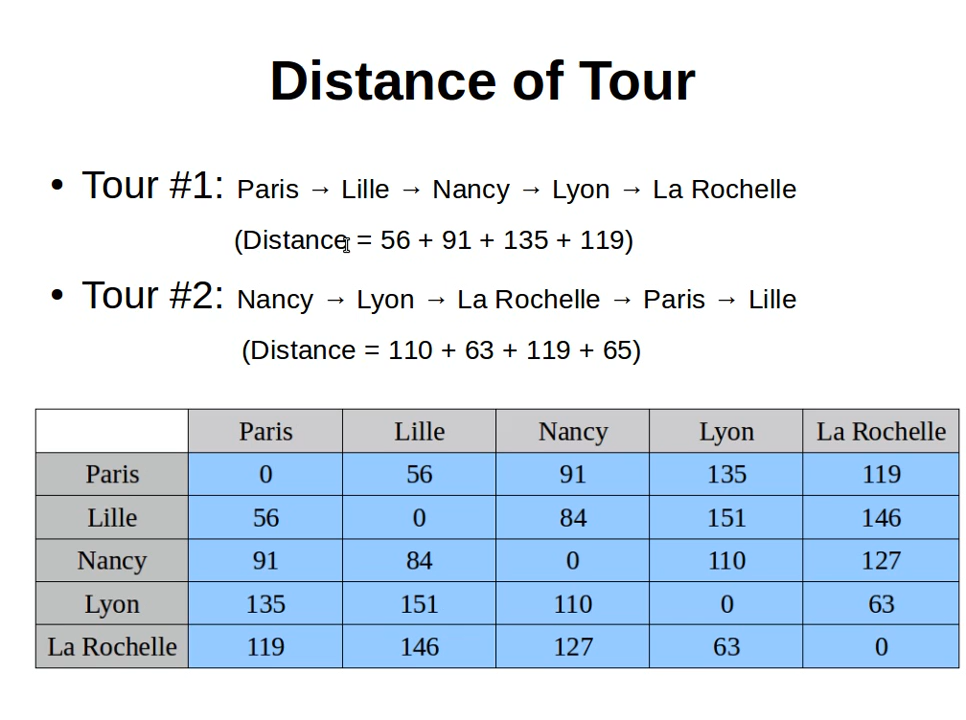 Distance of Tour
• Tour #1: Paris → Lille → Nancy → Lyon → La Rochelle
(Distance = 56 + 91 + 135 + 119)
• Tour #2: Nancy → Lyon → La Rochelle → Paris → Lille
(Distance = 110 + 63 + 119 + 65)
Paris Lille Nancy Lyon La Rochelle
Paris 0 56 91 135 119
Lille 56 0 84 151 146
Nancy 91 84 0 110 127
Lyon 135 151 110 0 63
La Rochelle 119 146 127 63 0